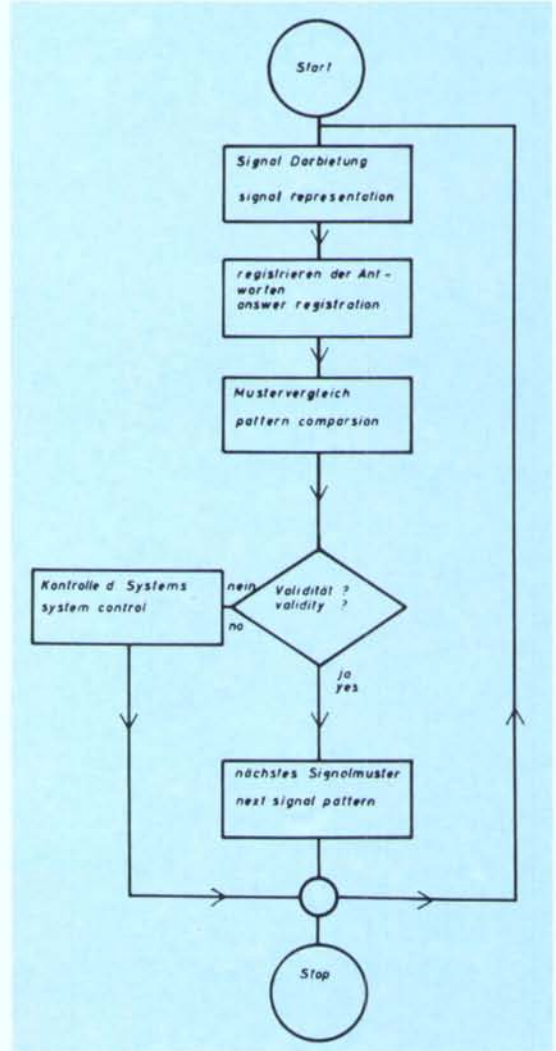 Start
Signal Darbietung
signal representation
registrieren der Ant-
worten
answer registration
Mustervergleich
pattern comparsion
Kontrolle d. Systems
system control
nein
no
Validität ?
validity ?
ja
yes
nächstes Signalmuster
next signal pattern
Stop